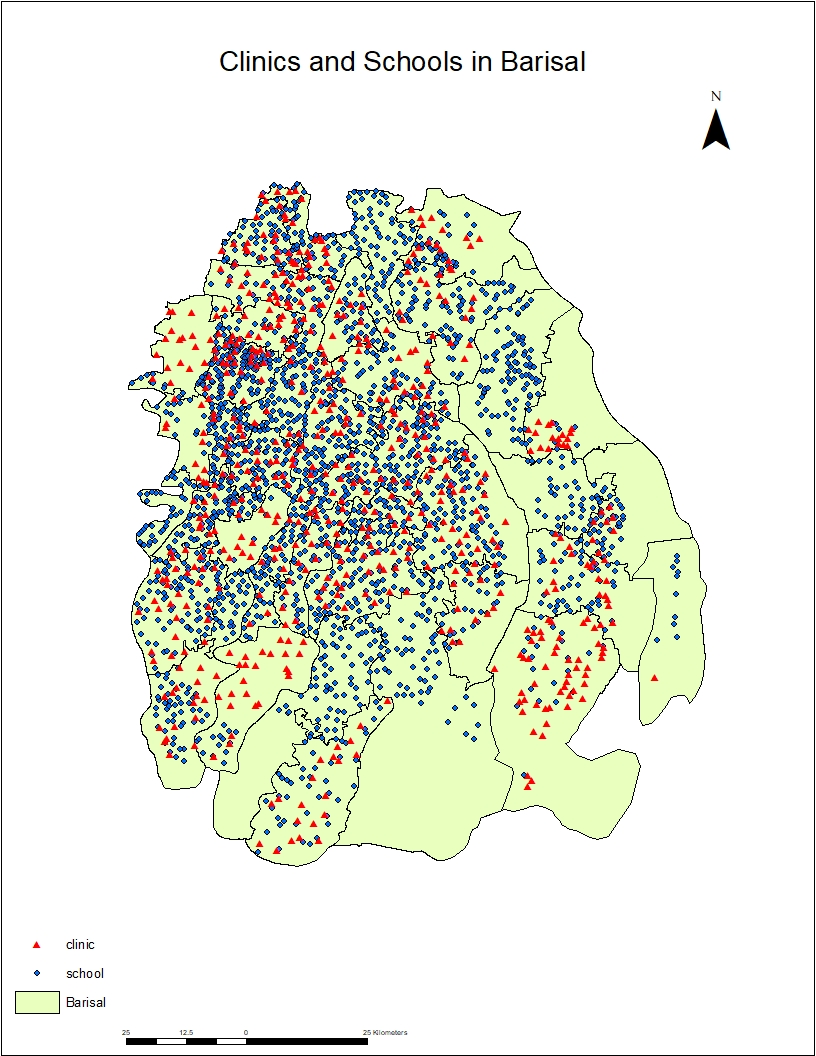 Clinics and Schools in Barisal
N
clinic
school
Barisal
25 12.5 0 25 Kilometers